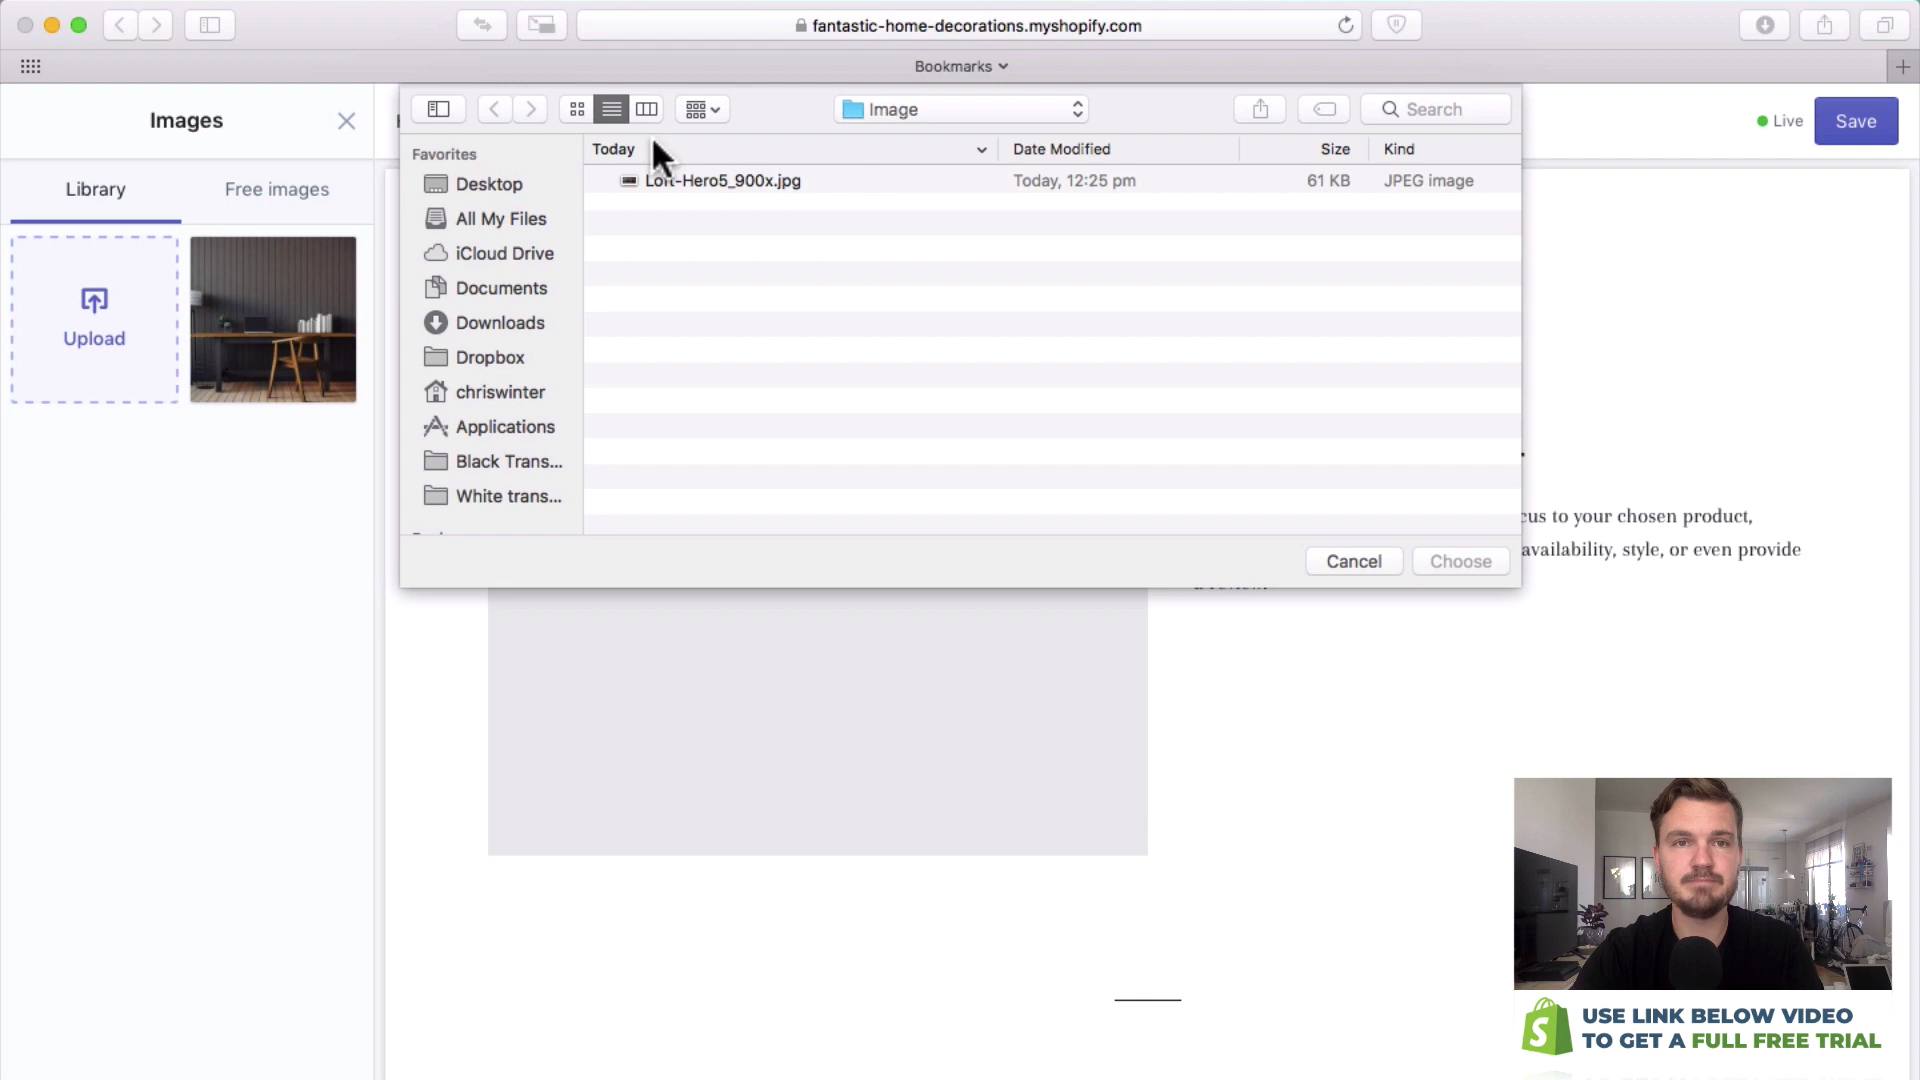 fantastic-home-decorations.myshopify.com
Bookmarks
Images
Live
Save
Library
Free images
Upload
Image
Search
Favorites
Desktop
All My Files
iCloud Drive
Documents
Downloads
Dropbox
chriswinter
Applications
Black Trans...
White trans...
Today
Date Modified
Size
Kind
Loft-Hero5_900x.jpg
Today, 12:25 pm
61 KB
JPEG image
Cancel
Choose
cus to your chosen product,
availability, style, or even provide
USE LINK BELOW VIDEO
TO GET A FULL FREE TRIAL